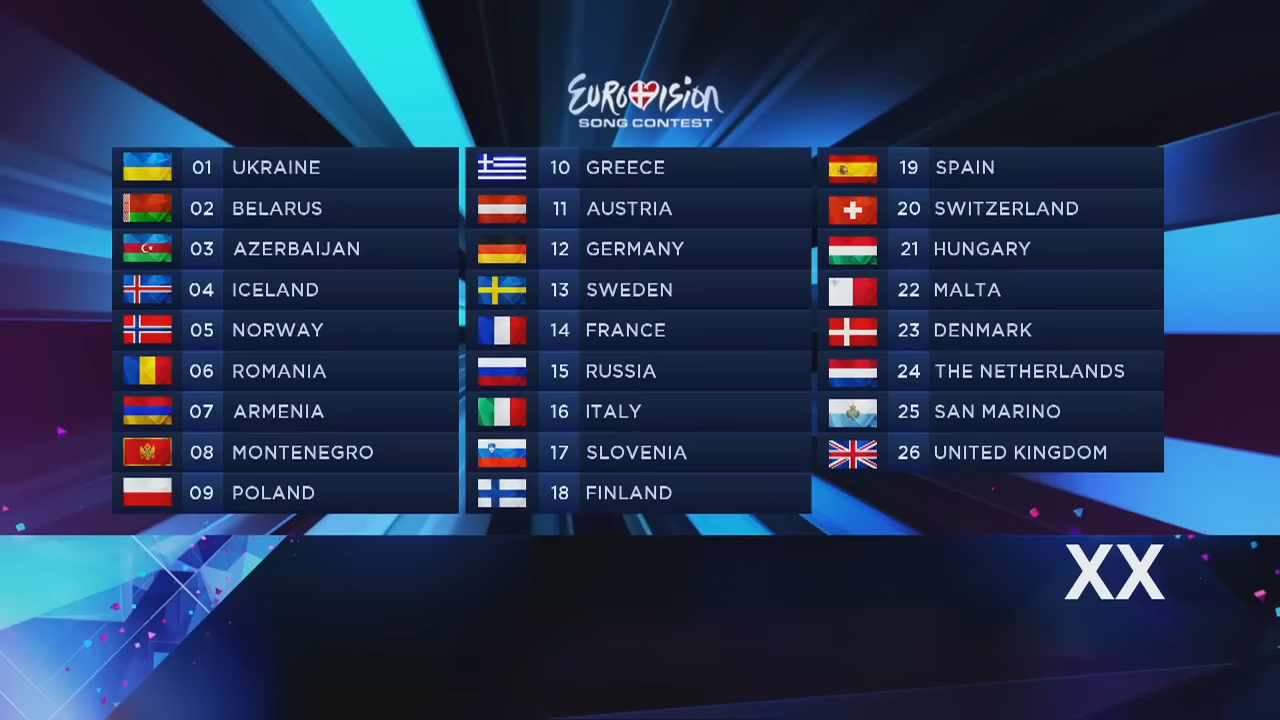 EUROVISION
SONG CONTEST
01 UKRAINE
02 BELARUS
03 AZERBAIJAN
04 ICELAND
05 NORWAY
06 ROMANIA
07 ARMENIA
08 MONTENEGRO
09 POLAND
10 GREECE
11 AUSTRIA
12 GERMANY
13 SWEDEN
14 FRANCE
15 RUSSIA
16 ITALY
17 SLOVENIA
18 FINLAND
19 SPAIN
20 SWITZERLAND
21 HUNGARY
22 MALTA
23 DENMARK
24 THE NETHERLANDS
25 SAN MARINO
26 UNITED KINGDOM
XX